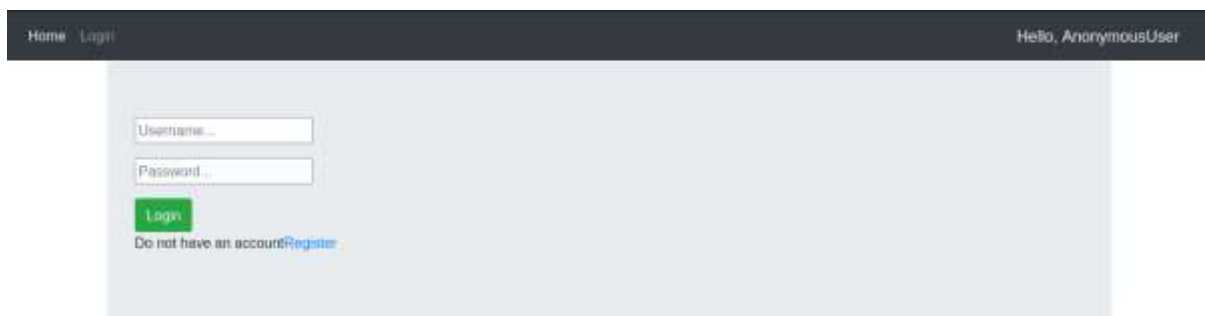 Home Login
Hello, AnonymousUser
Username...
Password...
Login
Do not have an accountRegister